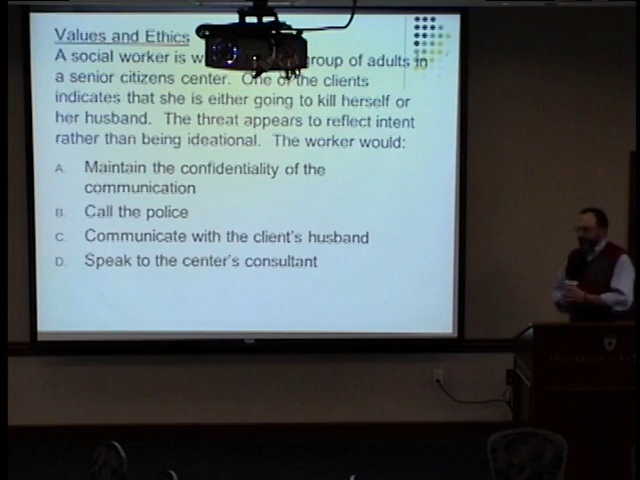 Values and Ethics
A social worker is group of adults in
a senior citizens center. One of the clients
indicates that she is either going to kill herself or
her husband. The threat appears to reflect intent
rather than being ideational. The worker would:
A. Maintain the confidentiality of the
communication
B. Call the police
C. Communicate with the client's husband
D. Speak to the center's consultant